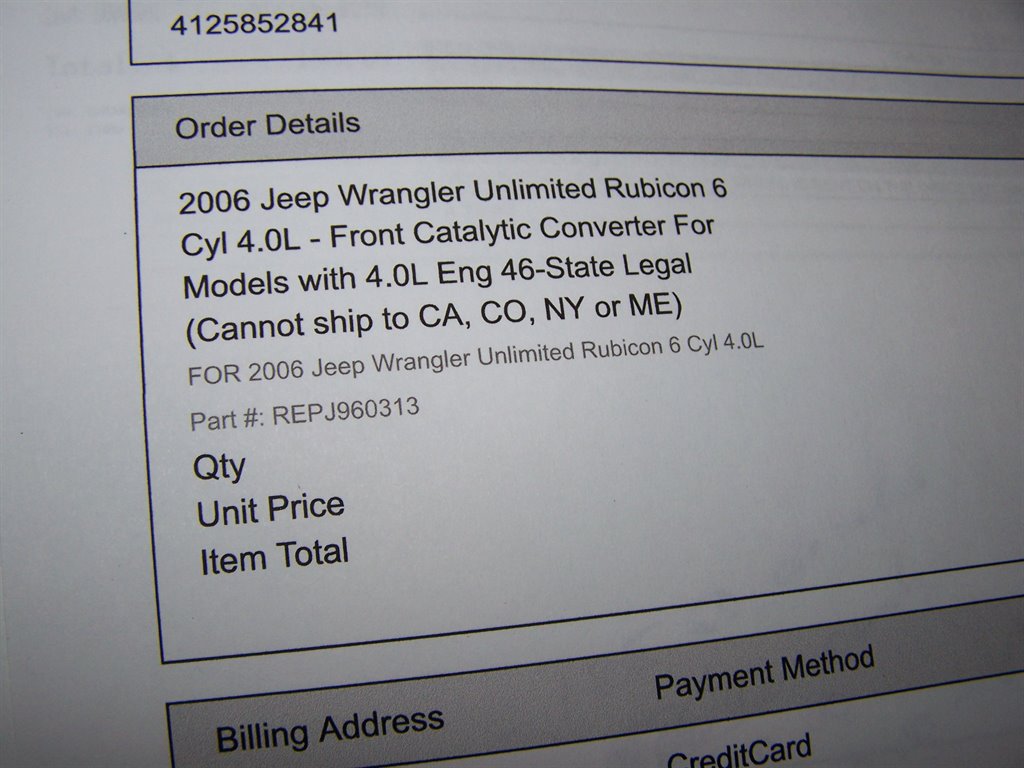 4125852841
Order Details
2006 Jeep Wrangler Unlimited Rubicon 6
Cyl 4.0L - Front Catalytic Converter For
Models with 4.0L Eng 46-State Legal
(Cannot ship to CA, CO, NY or ME)
FOR 2006 Jeep Wrangler Unlimited Rubicon 6 Cyl 4.0L
Part #: REPJ960313
Qty
Unit Price
Item Total
Billing Address Payment Method
CreditCard